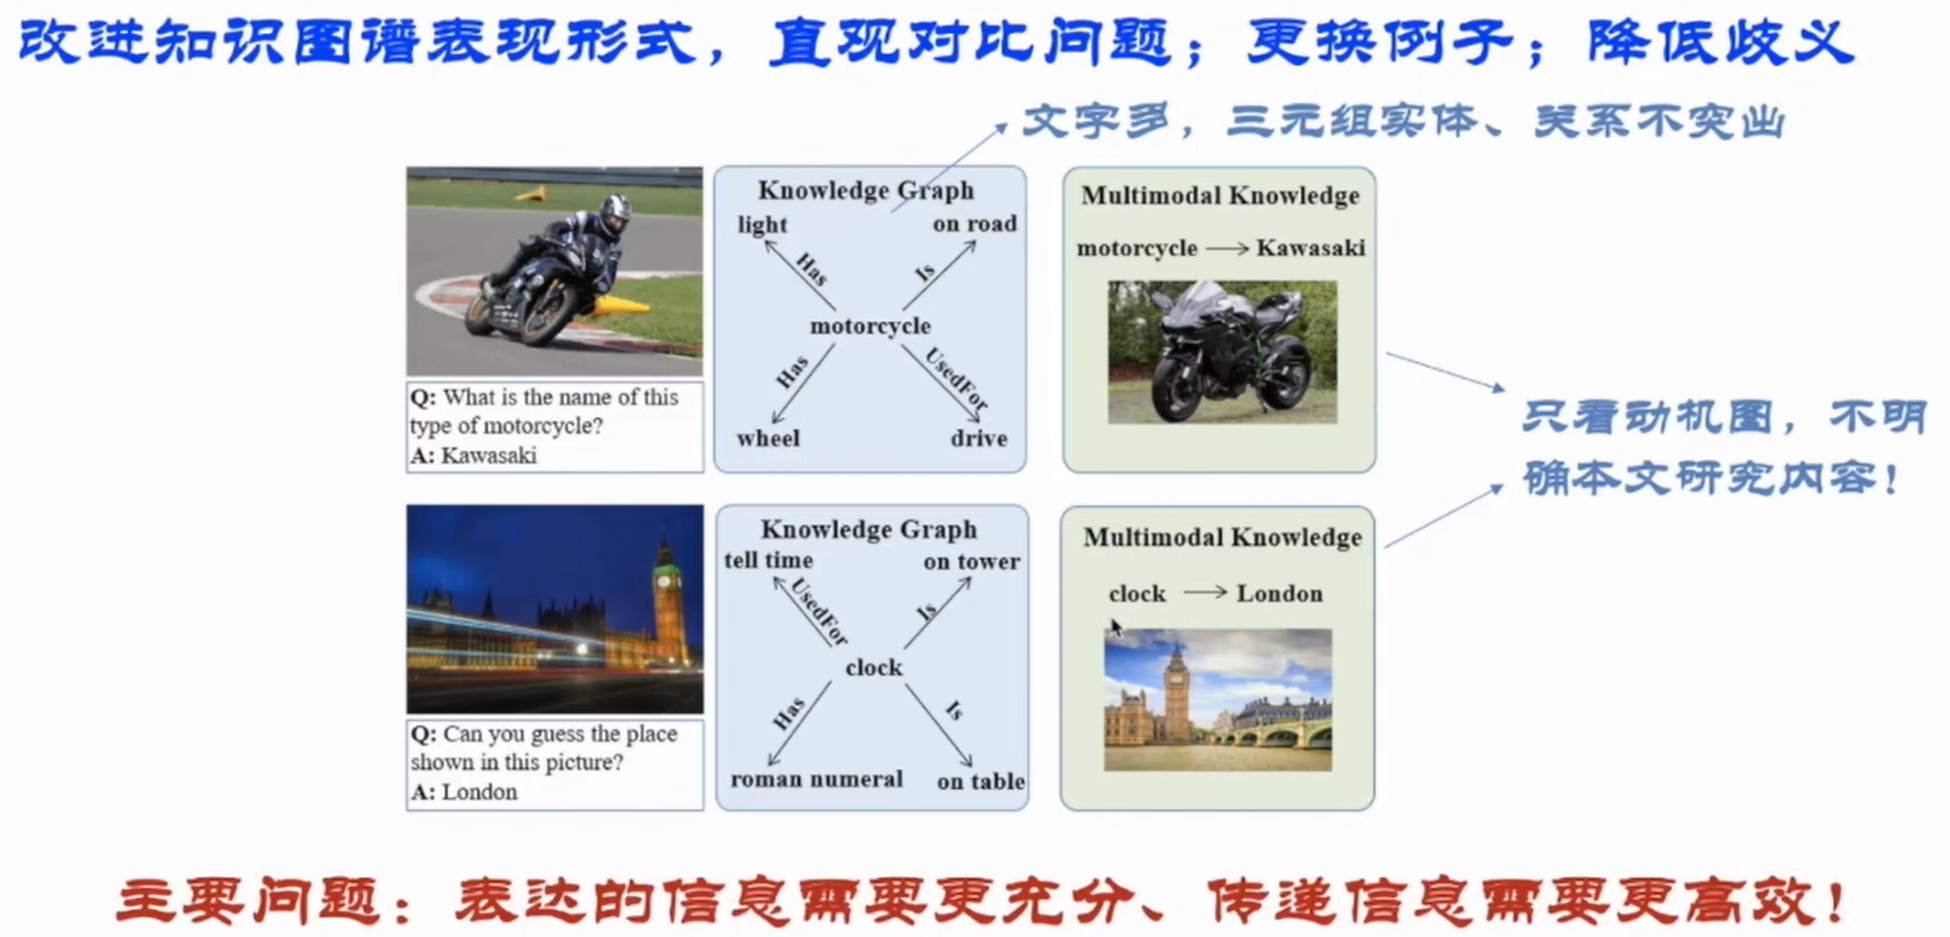 改进知识图谱表现形式，直观对比问题；更换例子；降低歧义
文字多，三元组实体、关系不突出
Knowledge Graph
light
on road
Has
Is
motorcycle
Has
UsedFor
wheel
drive
Multimodal Knowledge
motorcycle → Kawasaki
Q: What is the name of this
type of motorcycle?
A: Kawasaki
只看动机图，不明
确本文研究内容！
Knowledge Graph
tell time
on tower
UsedFor
Is
clock
Has
Is
roman numeral
on table
Multimodal Knowledge
clock → London
Q: Can you guess the place
shown in this picture?
A: London
主要问题：表达的信息需要更充分、传递信息需要更高效！